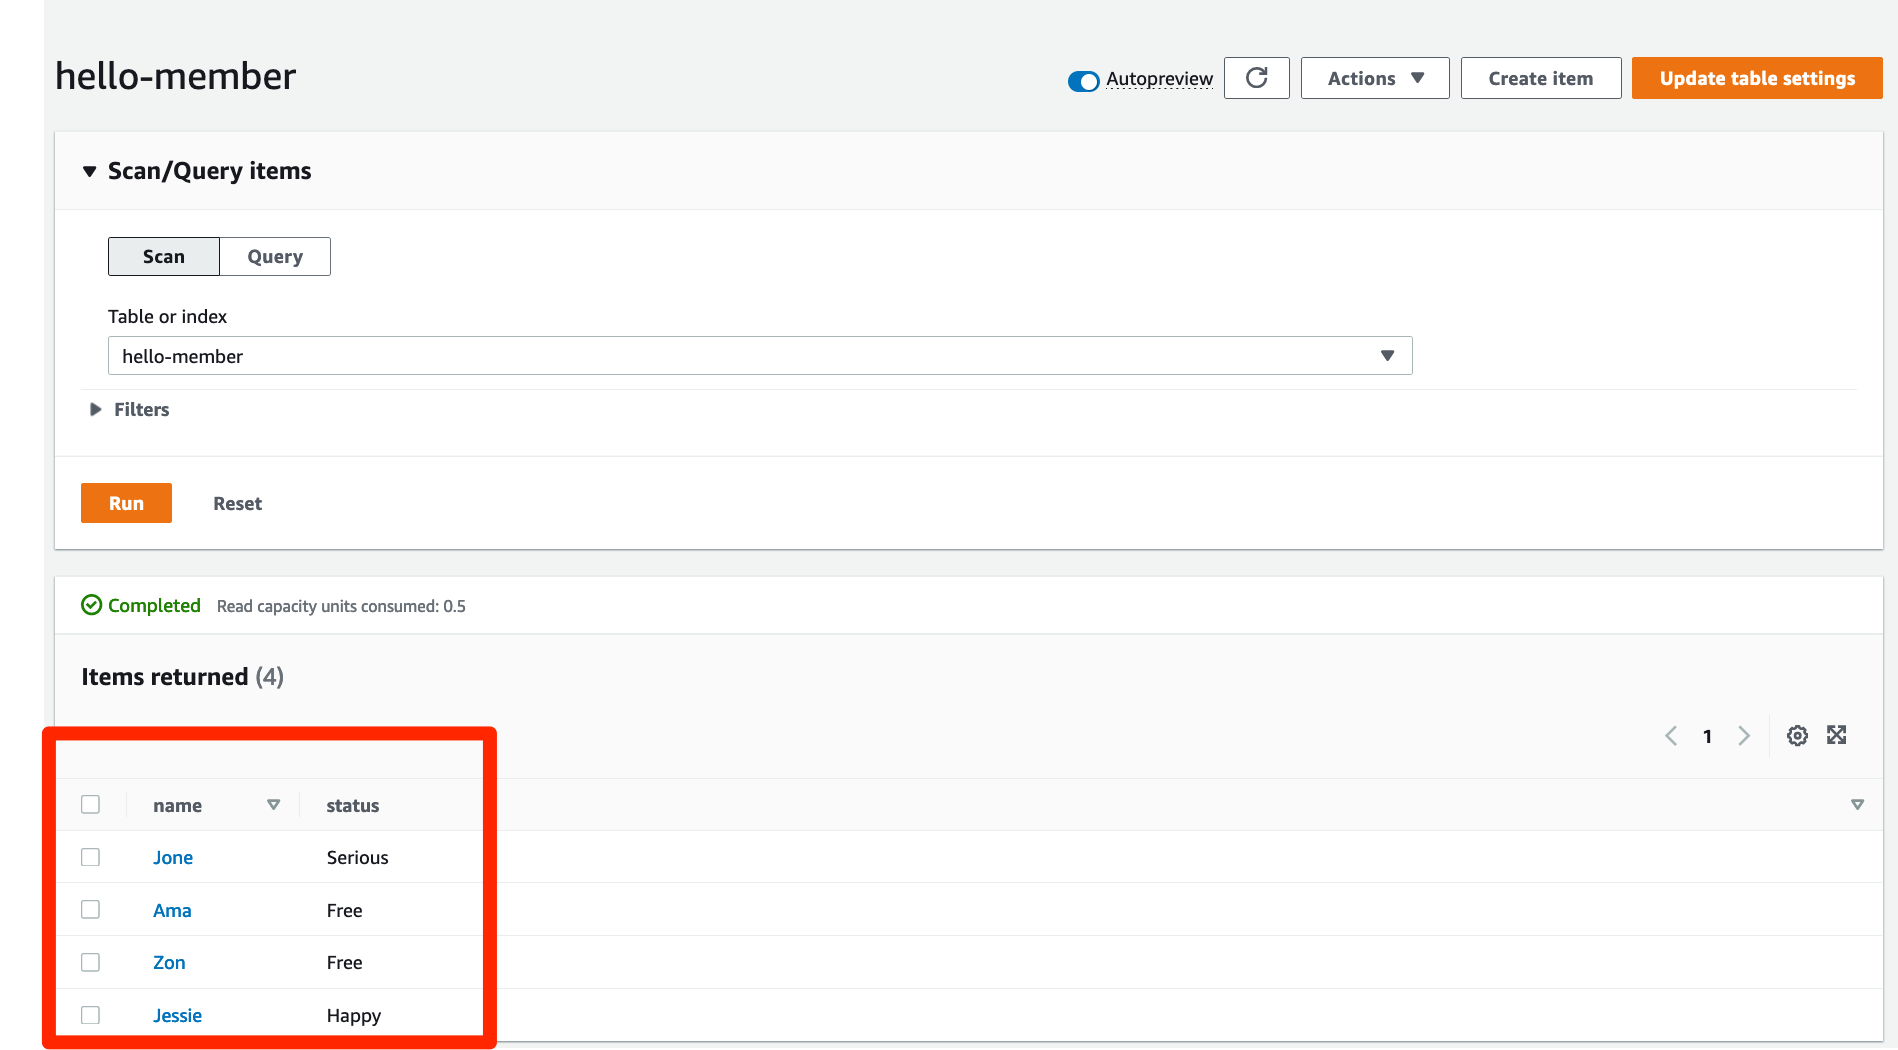 hello-member
Autopreview
Actions
Create item
Update table settings
Scan/Query items
Scan
Query
Table or index
hello-member
Filters
Run
Reset
Completed
Read capacity units consumed: 0.5
Items returned (4)
1
name
status
Jone
Serious
Ama
Free
Zon
Free
Jessie
Happy